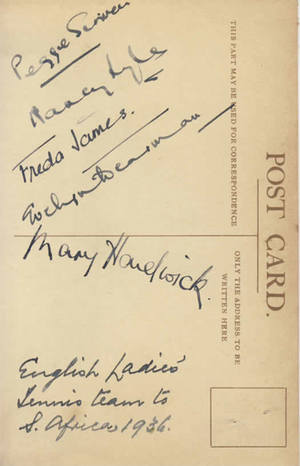 Peggie Scriven
Nancy Lyle
Freda James.
Evelyn Dearman
Mary Hardwick.
English Ladies'
Tennis team to
S. Africa 1936.
THIS PART MAY BE USED FOR CORRESPONDENCE
POST CARD.
ONLY THE ADDRESS TO BE
WRITTEN HERE